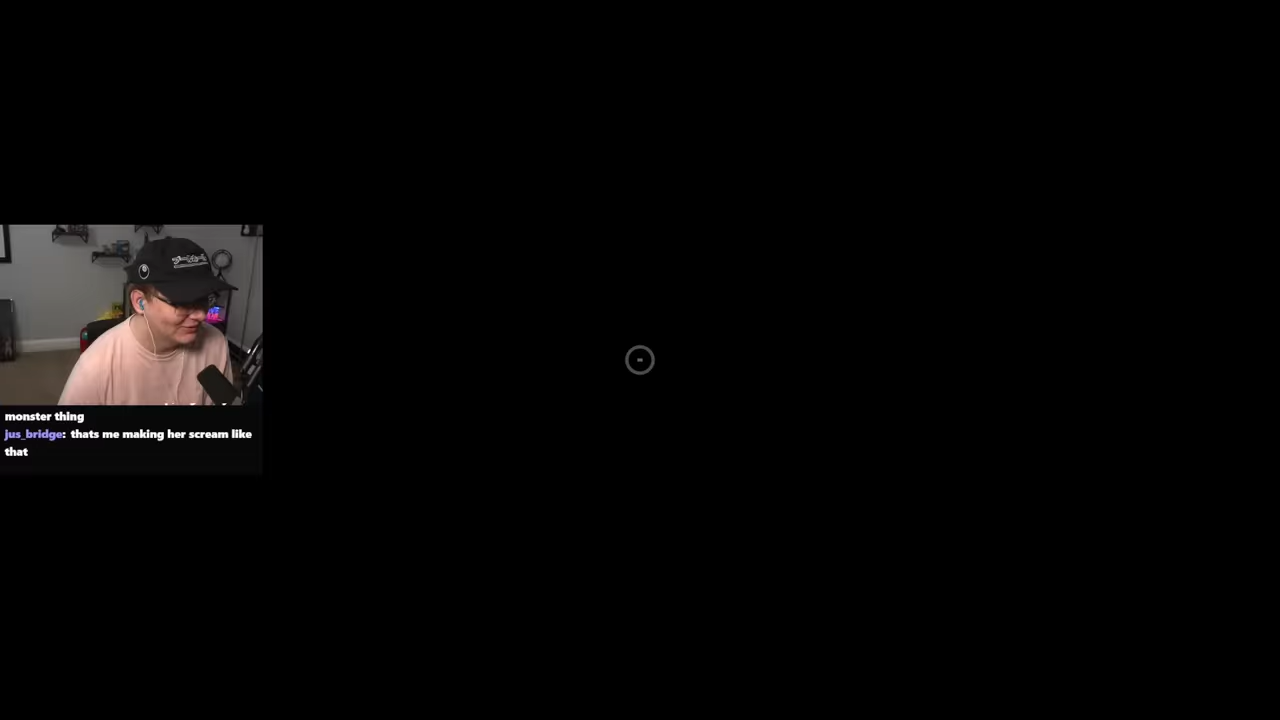 monster thing
jus_bridge: thats me making her scream like
that